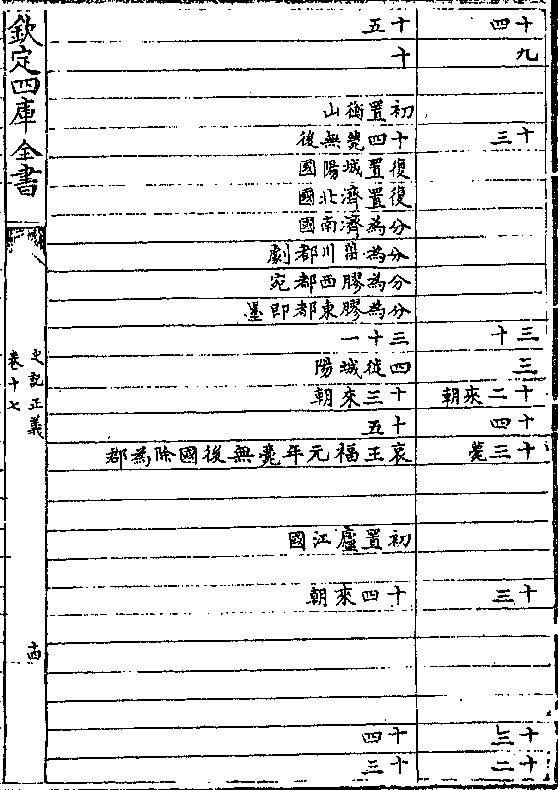 十四
九
十三
三十
三
十二來朝
十四
十三薨
十三
十三
十二
十五
十
初置衡山
十四薨無後
復置城陽國
復置濟北國
分為濟南國
分為菑川都劇
分為膠西都宛
分為膠東都即墨
三十一
四徙城陽
十三來朝
十五
哀王福元年薨無後國除為郡
初置廬江國
十四來朝
十四
十三
欽定四庫全書
史記正義
卷十七
十四